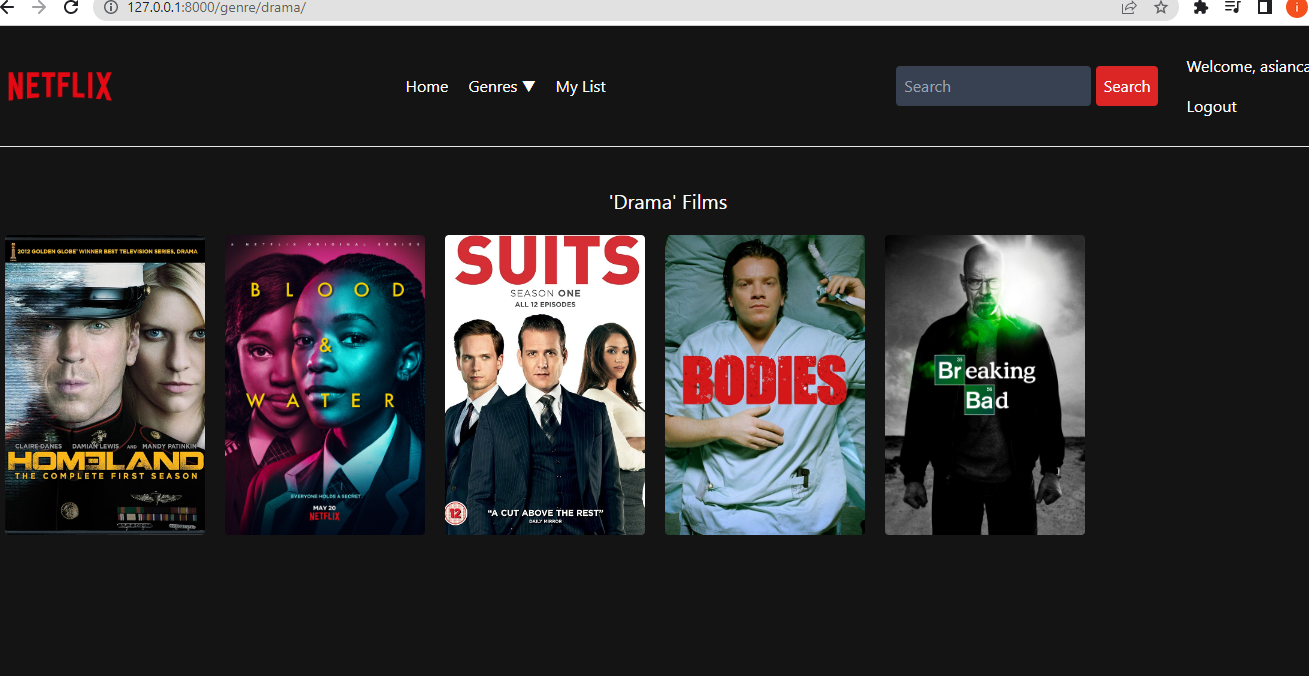 127.0.0.1:8000/genre/drama/
i
NETFLIX
Home Genres ▼ My List
Search
Search
Welcome, asianca
Logout
'Drama' Films
2012 GOLDEN GLOBE® WINNER BEST TELEVISION SERIES, DRAMA
CLAIRE DANES DAMIAN LEWIS AND MANDY PATINKIN
HOMELAND
THE COMPLETE FIRST SEASON
A NETFLIX ORIGINAL SERIES
BLOOD
&
WATER
EVERYONE HOLDS A SECRET
MAY 20
NETFLIX
SUITS
SEASON ONE
ALL 12 EPISODES
12
“A CUT ABOVE THE REST”
DAILY MIRROR
BODIES
Breaking
Bad